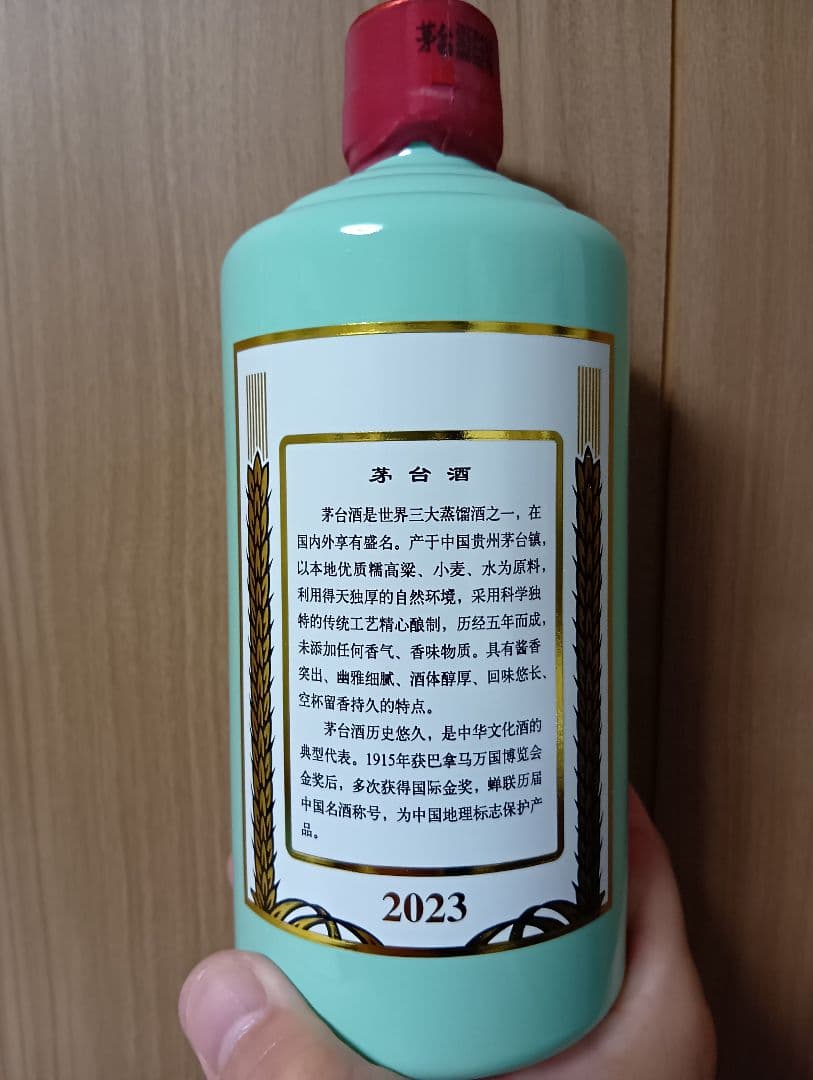 茅台
茅台酒
茅台酒是世界三大蒸馏酒之一，在
国内外享有盛名。产于中国贵州茅台镇，
以本地优质糯高粱、小麦、水为原料，
利用得天独厚的自然环境，采用科学独
特的传统工艺精心酿制，历经五年而成，
未添加任何香气、香味物质。具有酱香
突出、幽雅细腻、酒体醇厚、回味悠长、
空杯留香持久的特点。
茅台酒历史悠久，是中华文化酒的
典型代表。1915年获巴拿马万国博览会
金奖后，多次获得国际金奖，蝉联历届
中国名酒称号，为中国地理标志保护产
品。
2023